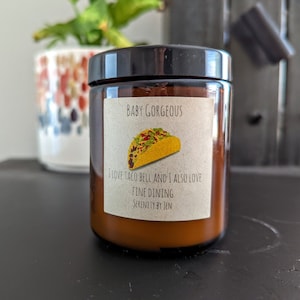 Baby Gorgeous
I love taco bell and I also love
fine dining
Serenity by Jen